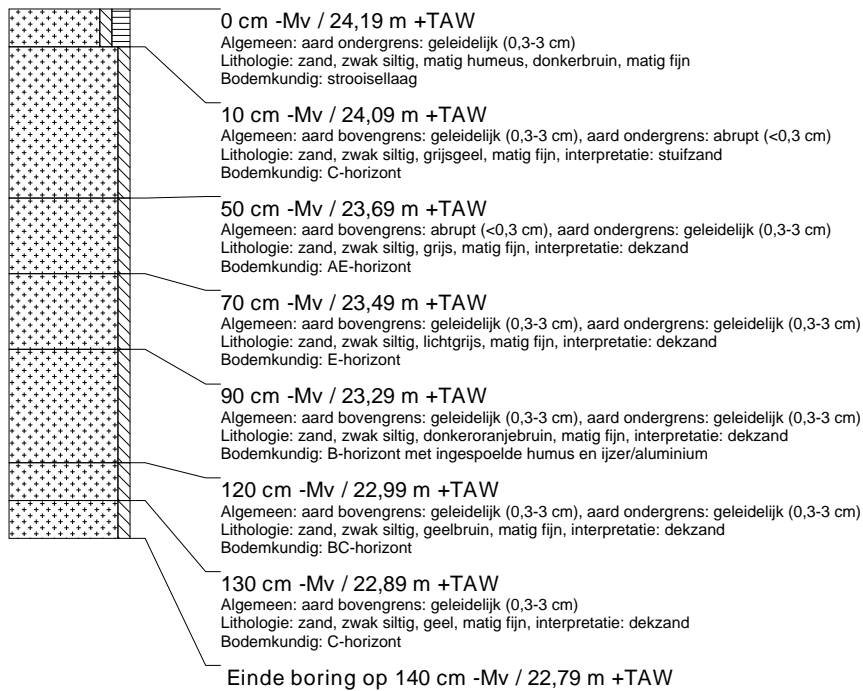 0 cm -Mv / 24,19 m +TAW
Algemeen: aard ondergrens: geleidelijk (0,3-3 cm)
Lithologie: zand, zwak siltig, matig humeus, donkerbruin, matig fijn
Bodemkundig: strooisellaag
10 cm -Mv / 24,09 m +TAW
Algemeen: aard bovengrens: geleidelijk (0,3-3 cm), aard ondergrens: abrupt (<0,3 cm)
Lithologie: zand, zwak siltig, grijsgeel, matig fijn, interpretatie: stuifzand
Bodemkundig: C-horizont
50 cm -Mv / 23,69 m +TAW
Algemeen: aard bovengrens: abrupt (<0,3 cm), aard ondergrens: geleidelijk (0,3-3 cm)
Lithologie: zand, zwak siltig, grijs, matig fijn, interpretatie: dekzand
Bodemkundig: AE-horizont
70 cm -Mv / 23,49 m +TAW
Algemeen: aard bovengrens: geleidelijk (0,3-3 cm), aard ondergrens: geleidelijk (0,3-3 cm)
Lithologie: zand, zwak siltig, lichtgrijs, matig fijn, interpretatie: dekzand
Bodemkundig: E-horizont
90 cm -Mv / 23,29 m +TAW
Algemeen: aard bovengrens: geleidelijk (0,3-3 cm), aard ondergrens: geleidelijk (0,3-3 cm)
Lithologie: zand, zwak siltig, donkeroranjebruin, matig fijn, interpretatie: dekzand
Bodemkundig: B-horizont met ingespoelde humus en ijzer/aluminium
120 cm -Mv / 22,99 m +TAW
Algemeen: aard bovengrens: geleidelijk (0,3-3 cm), aard ondergrens: geleidelijk (0,3-3 cm)
Lithologie: zand, zwak siltig, geelbruin, matig fijn, interpretatie: dekzand
Bodemkundig: BC-horizont
130 cm -Mv / 22,89 m +TAW
Algemeen: aard bovengrens: geleidelijk (0,3-3 cm)
Lithologie: zand, zwak siltig, geel, matig fijn, interpretatie: dekzand
Bodemkundig: C-horizont
Einde boring op 140 cm -Mv / 22,79 m +TAW